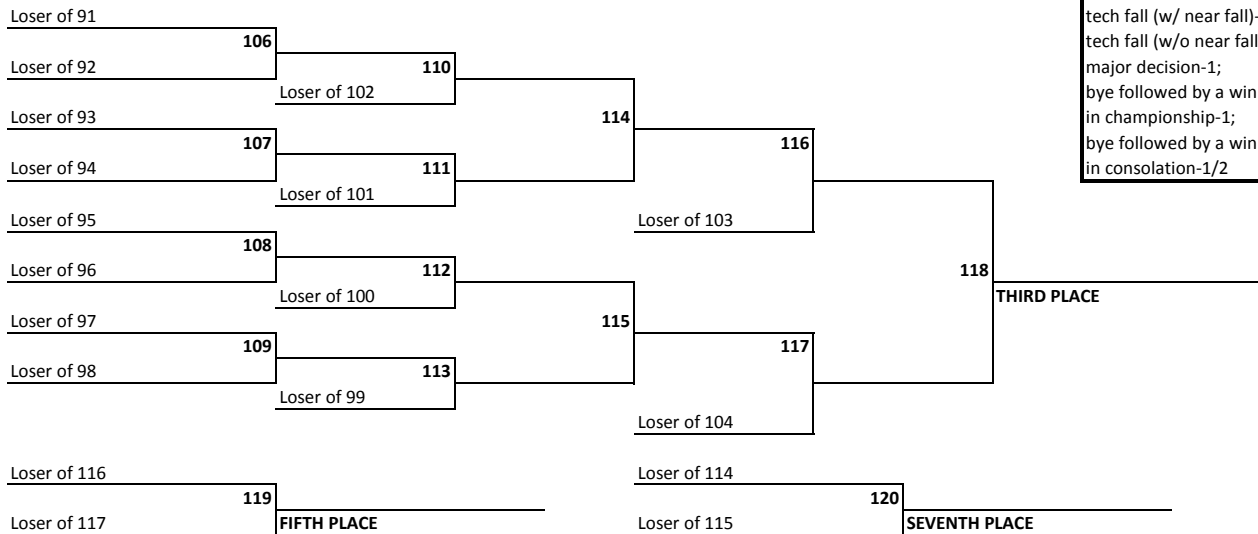 Loser of 91
tech fall (w/ near fall)-
106
tech fall (w/o near fall
Loser of 92
110
major decision-1;
Loser of 102
bye followed by a win
Loser of 93
114
in championship-1;
107
116
bye followed by a win
Loser of 94
111
in consolation-1/2
Loser of 101
Loser of 95
Loser of 103
108
Loser of 96
112
118
Loser of 100
THIRD PLACE
Loser of 97
115
109
117
Loser of 98
113
Loser of 99
Loser of 104
Loser of 116
Loser of 114
119
120
Loser of 117
FIFTH PLACE
Loser of 115
SEVENTH PLACE